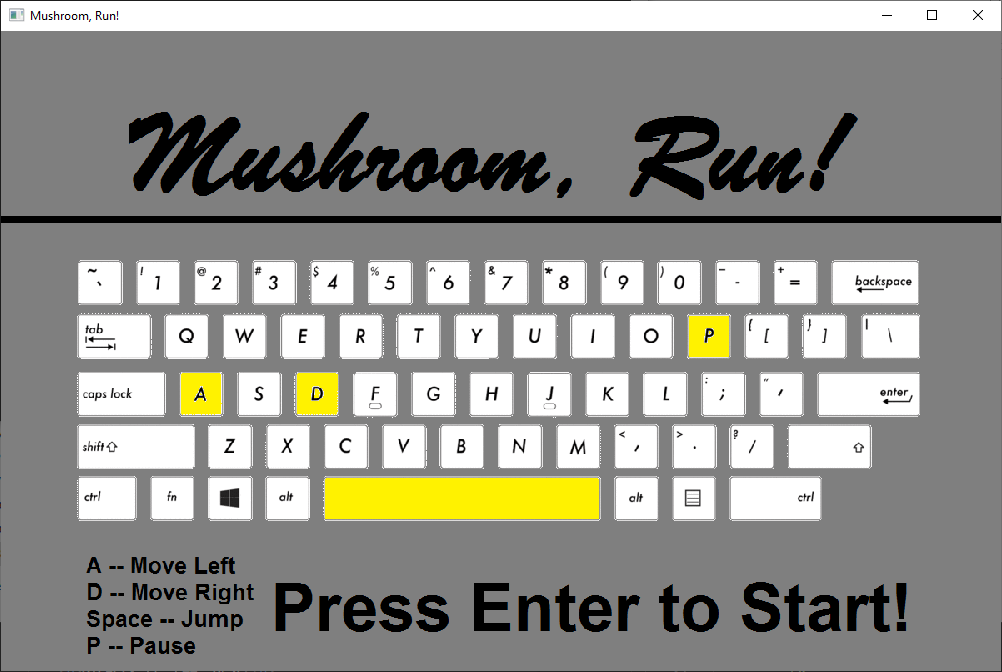 Mushroom, Run!
Mushroom, Run!
~ ` ! 1 @ 2 # 3 $ 4 % 5 ^ 6 & 7 * 8 ( 9 ) 0 - - + = backspace
tab Q W E R T Y U I O P { [ } ] | \
caps lock A S D F G H J K L : ; " ' enter
shift Z X C V B N M < , > . ? /
ctrl fn alt alt ctrl
A -- Move Left
D -- Move Right
Space -- Jump
P -- Pause
Press Enter to Start!